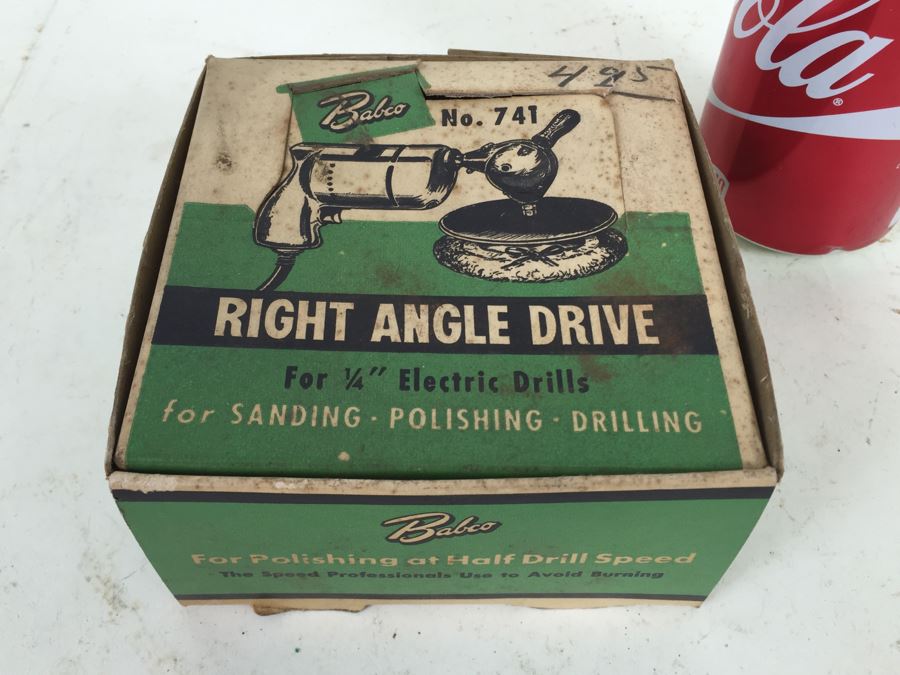 495
Babco
No. 741
RIGHT ANGLE DRIVE
For 1/4" Electric Drills
for SANDING · POLISHING · DRILLING
Babco
For Polishing at Half Drill Speed
The Speed Professionals Use to Avoid Burning
ola
®